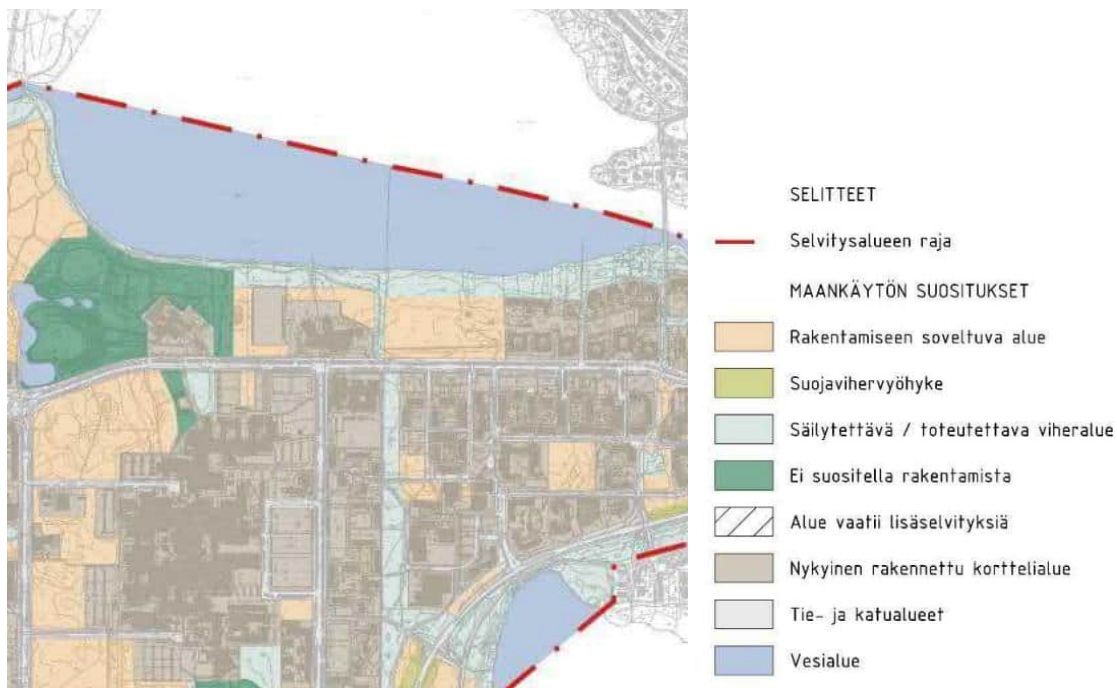 SELITTEET
Selvitysalueen raja
MAANKÄYTÖN SUOSITUKSET
Rakentamiseen soveltuva alue
Suojavihervyöhyke
Säilytettävä / toteutettava viheralue
Ei suositella rakentamista
Alue vaatii lisäselvityksiä
Nykyinen rakennettu korttelialue
Tie- ja katualueet
Vesialue